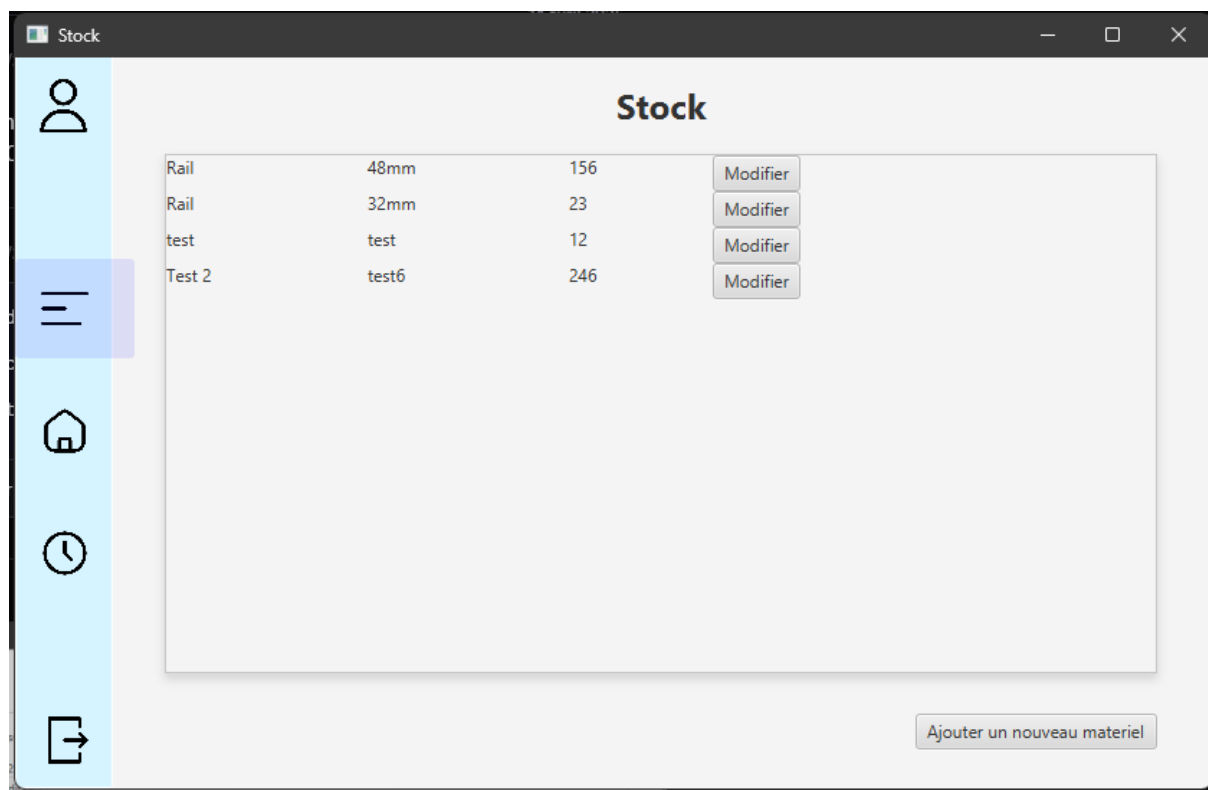 Stock
Stock
Rail 48mm 156 Modifier
Rail 32mm 23 Modifier
test test 12 Modifier
Test 2 test6 246 Modifier
Ajouter un nouveau materiel